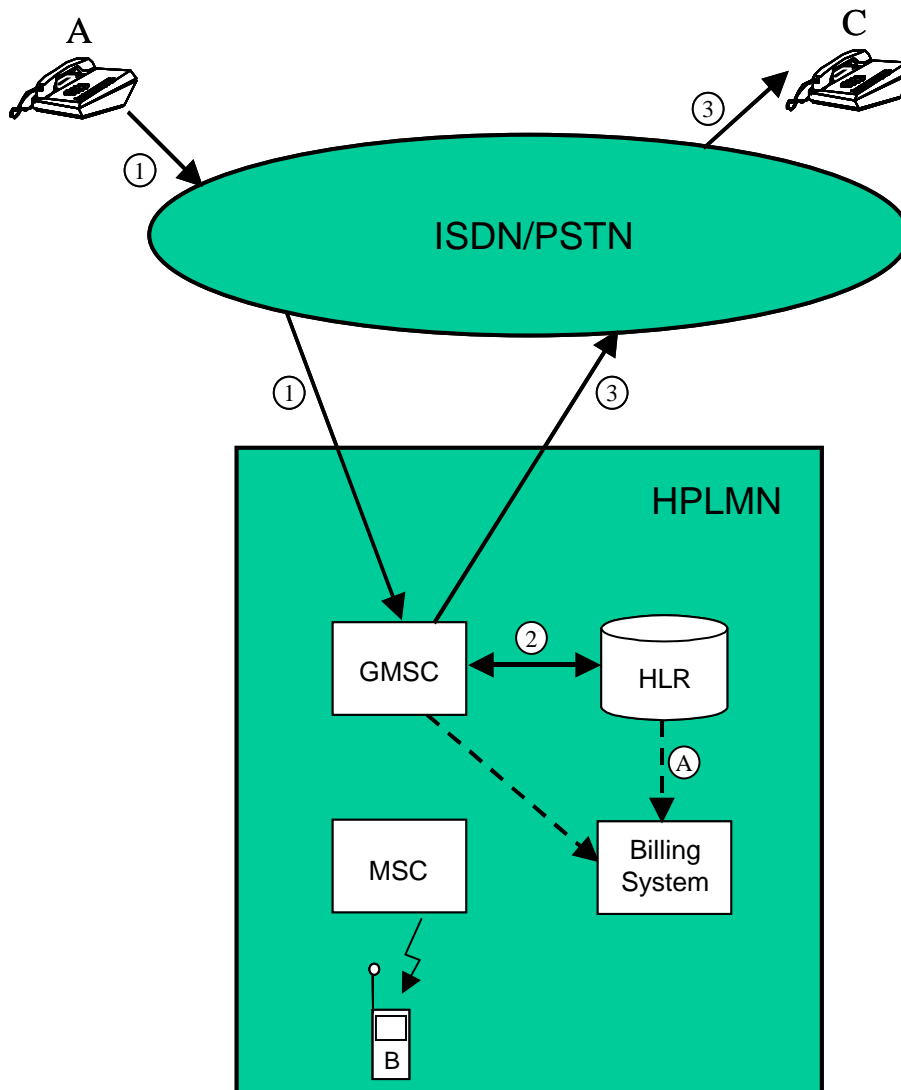 A
C
3
1
ISDN/PSTN
1
3
HPLMN
2
GMSC
HLR
A
MSC
Billing
System
B